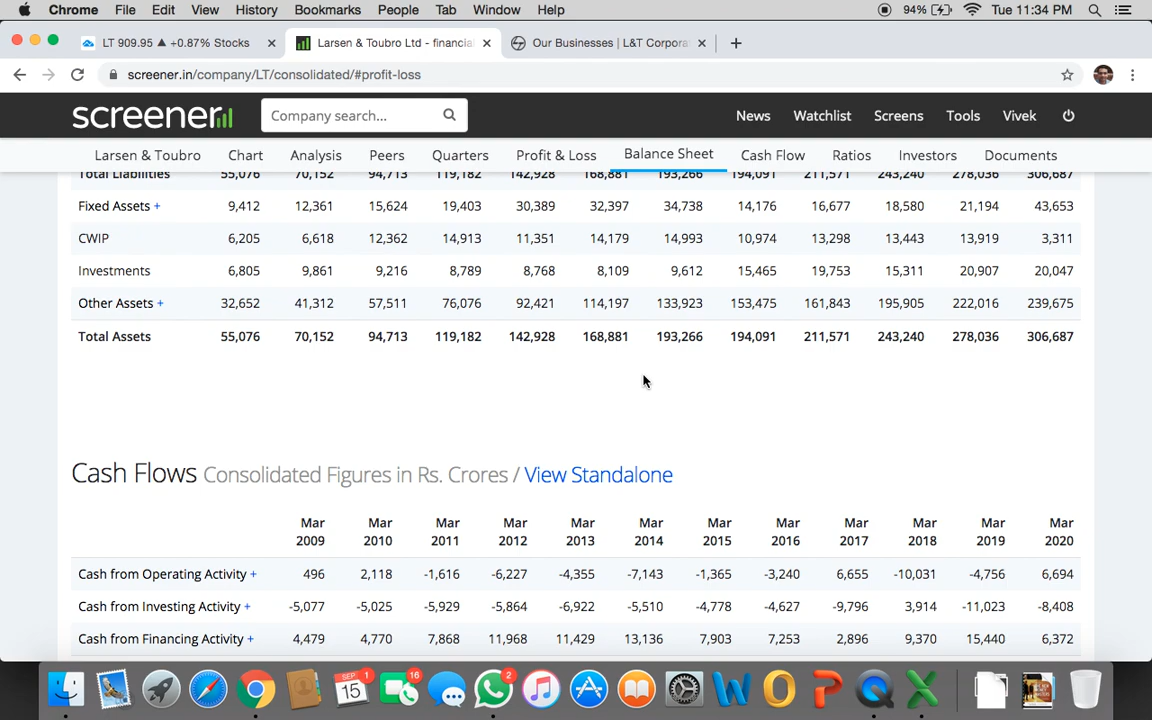 Chrome File Edit View History Bookmarks People Tab Window Help 94% Tue 11:34 PM
LT 909.95 ▲ +0.87% Stocks × Larsen & Toubro Ltd - financia × Our Businesses | L&T Corpora × +
screener.in/company/LT/consolidated/#profit-loss
screener Company search... News Watchlist Screens Tools Vivek
Larsen & Toubro Chart Analysis Peers Quarters Profit & Loss Balance Sheet Cash Flow Ratios Investors Documents
Total Liabilities 55,076 70,152 94,713 119,182 142,928 168,881 193,266 194,091 211,571 243,240 278,036 306,687
Fixed Assets + 9,412 12,361 15,624 19,403 30,389 32,397 34,738 14,176 16,677 18,580 21,194 43,653
CWIP 6,205 6,618 12,362 14,913 11,351 14,179 14,993 10,974 13,298 13,443 13,919 3,311
Investments 6,805 9,861 9,216 8,789 8,768 8,109 9,612 15,465 19,753 15,311 20,907 20,047
Other Assets + 32,652 41,312 57,511 76,076 92,421 114,197 133,923 153,475 161,843 195,905 222,016 239,675
Total Assets 55,076 70,152 94,713 119,182 142,928 168,881 193,266 194,091 211,571 243,240 278,036 306,687
Cash Flows Consolidated Figures in Rs. Crores / View Standalone
Mar Mar Mar Mar Mar Mar Mar Mar Mar Mar Mar Mar
2009 2010 2011 2012 2013 2014 2015 2016 2017 2018 2019 2020
Cash from Operating Activity + 496 2,118 -1,616 -6,227 -4,355 -7,143 -1,365 -3,240 6,655 -10,031 -4,756 6,694
Cash from Investing Activity + -5,077 -5,025 -5,929 -5,864 -6,922 -5,510 -4,778 -4,627 -9,796 3,914 -11,023 -8,408
Cash from Financing Activity + 4,479 4,770 7,868 11,968 11,429 13,136 7,903 7,253 2,896 9,370 15,440 6,372
SEP 1 16 2
15